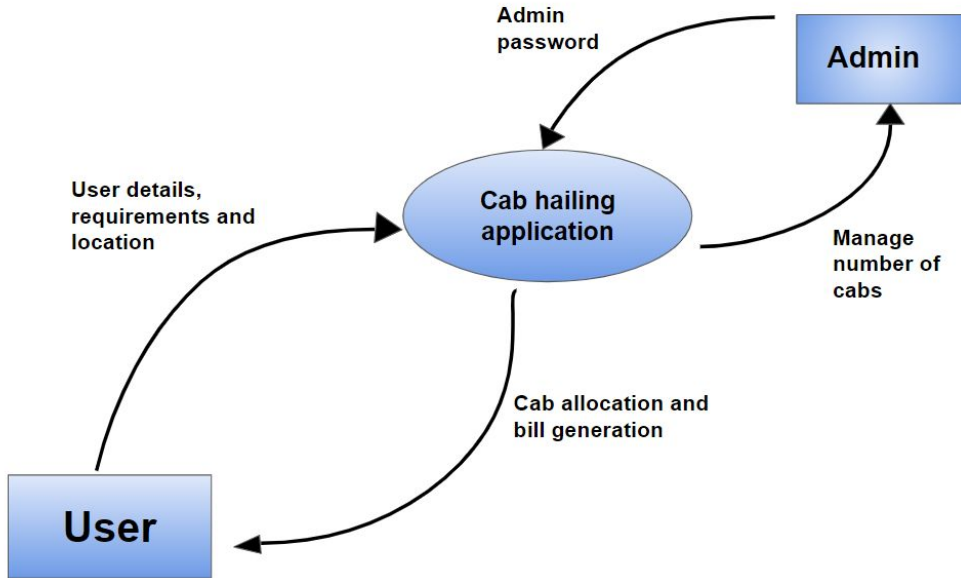 Admin
password
Admin
User details,
requirements and
location
Cab hailing
application
Manage
number of
cabs
Cab allocation and
bill generation
User